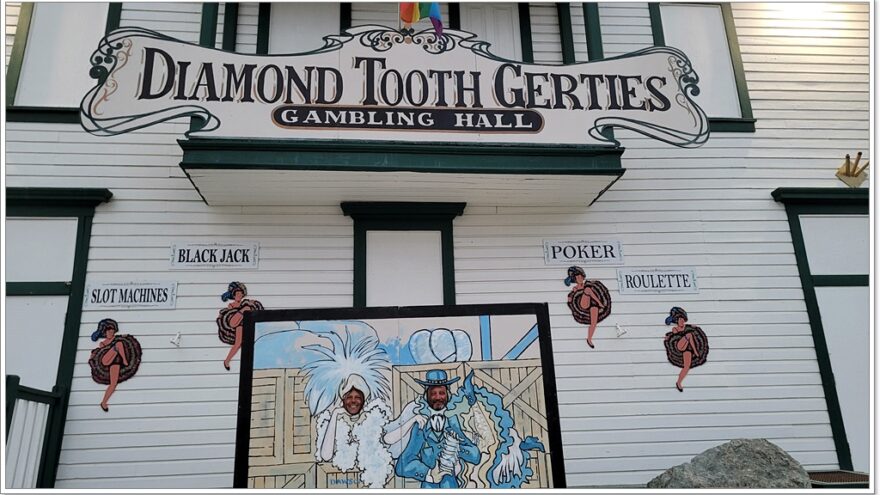 DIAMOND TOOTH GERTIES
GAMBLING HALL
BLACK JACK
SLOT MACHINES
POKER
ROULETTE